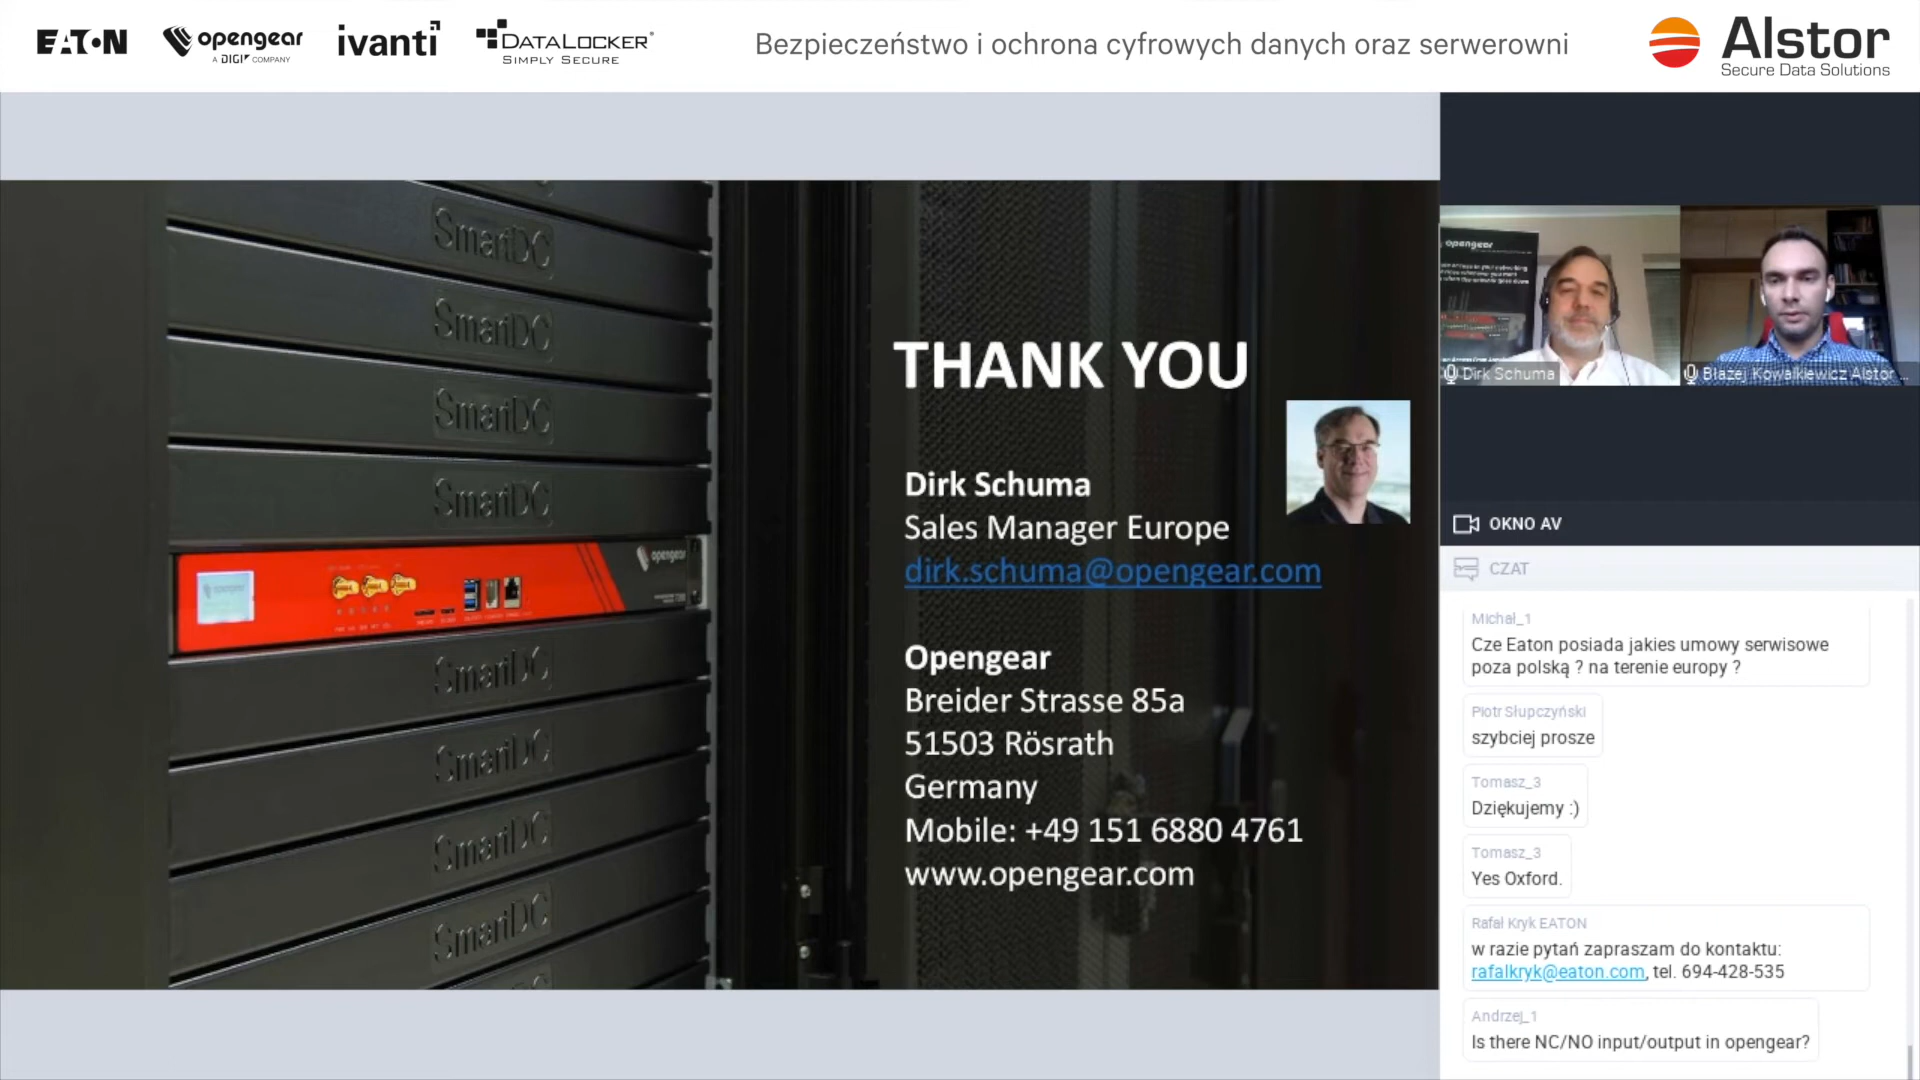 EATON
opengear
A DIGI COMPANY
ivanti
DATALOCKER
SIMPLY SECURE
Bezpieczeństwo i ochrona cyfrowych danych oraz serwerowni
Alstor
Secure Data Solutions
SmartDC
SmartDC
SmartDC
SmartDC
opengear
SmartDC
SmartDC
SmartDC
SmartDC
THANK YOU
Dirk Schuma
Sales Manager Europe
dirk.schuma@opengear.com
Opengear
Breider Strasse 85a
51503 Rösrath
Germany
Mobile: +49 151 6880 4761
www.opengear.com
opengear
Dirk Schuma
Błażej Kowalkiewicz Alstor ...
OKNO AV
CZAT
Michał_1
Cze Eaton posiada jakies umowy serwisowe
poza polską ? na terenie europy ?
Piotr Słupczyński
szybciej prosze
Tomasz_3
Dziękujemy :)
Tomasz_3
Yes Oxford.
Rafał Kryk EATON
w razie pytań zapraszam do kontaktu:
rafalkryk@eaton.com, tel. 694-428-535
Andrzej_1
Is there NC/NO input/output in opengear?